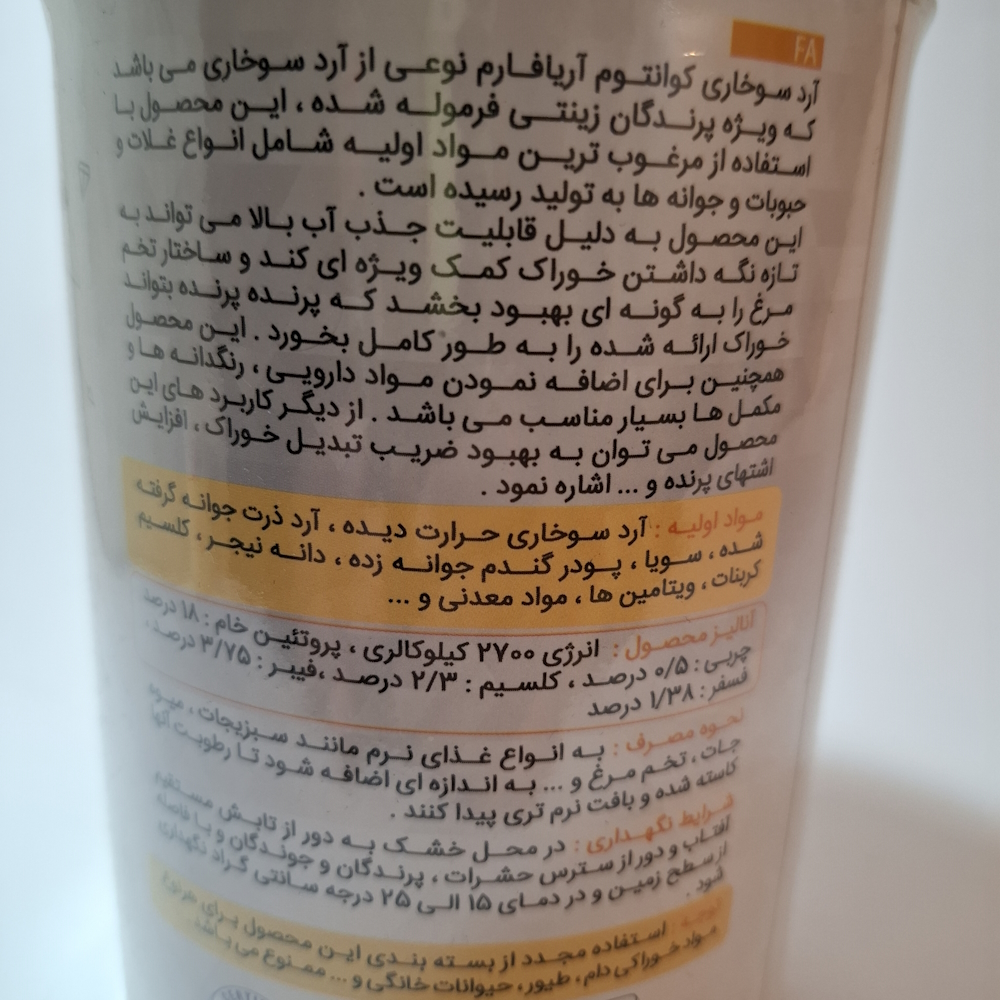 FA
آرد سوخاری کوانتوم آریافارم نوعی از آرد سوخاری می باشد
که ویژه پرندگان زینتی فرموله شده ، این محصول با
استفاده از مرغوب ترین مواد اولیه شامل انواع غلات و
حبوبات و جوانه ها به تولید رسیده است .
این محصول به دلیل قابلیت جذب آب بالا می تواند به
تازه نگه داشتن خوراک کمک ویژه ای کند و ساختار تخم
مرغ را به گونه ای بهبود بخشد که پرنده پرنده بتواند
خوراک ارائه شده را به طور کامل بخورد . این محصول
همچنین برای اضافه نمودن مواد دارویی ، رنگدانه ها و
مکمل ها بسیار مناسب می باشد . از دیگر کاربرد های این
محصول می توان به بهبود ضریب تبدیل خوراک ، افزایش
اشتهای پرنده و ... اشاره نمود .
مواد اولیه : آرد سوخاری حرارت دیده ، آرد ذرت جوانه گرفته
شده ، سویا ، پودر گندم جوانه زده ، دانه نیجر ، کلسیم
کربنات ، ویتامین ها ، مواد معدنی و ...
آنالیز محصول : انرژی ۲۷۰۰ کیلوکالری ، پروتئین خام : ۱۸ درصد
چربی : ۰/۵ درصد ، کلسیم : ۲/۳ درصد ،فیبر : ۳/۷۵ درصد ،
فسفر : ۱/۳۸ درصد
نحوه مصرف : به انواع غذای نرم مانند سبزیجات ، میوه
جات ، تخم مرغ و ... به اندازه ای اضافه شود تا رطوبت آنها
کاسته شده و بافت نرم تری پیدا کنند .
شرایط نگهداری : در محل خشک به دور از تابش مستقیم
آفتاب و دور از سترس حشرات ، پرندگان و جوندگان و با فاصله
از سطح زمین و در دمای ۱۵ الی ۲۵ درجه سانتی گراد نگهداری
شود .
توجه : استفاده مجدد از بسته بندی این محصول برای هر نوع
مواد خوراکی دام ، طیور ، حیوانات خانگی و ... ممنوع می باشد .